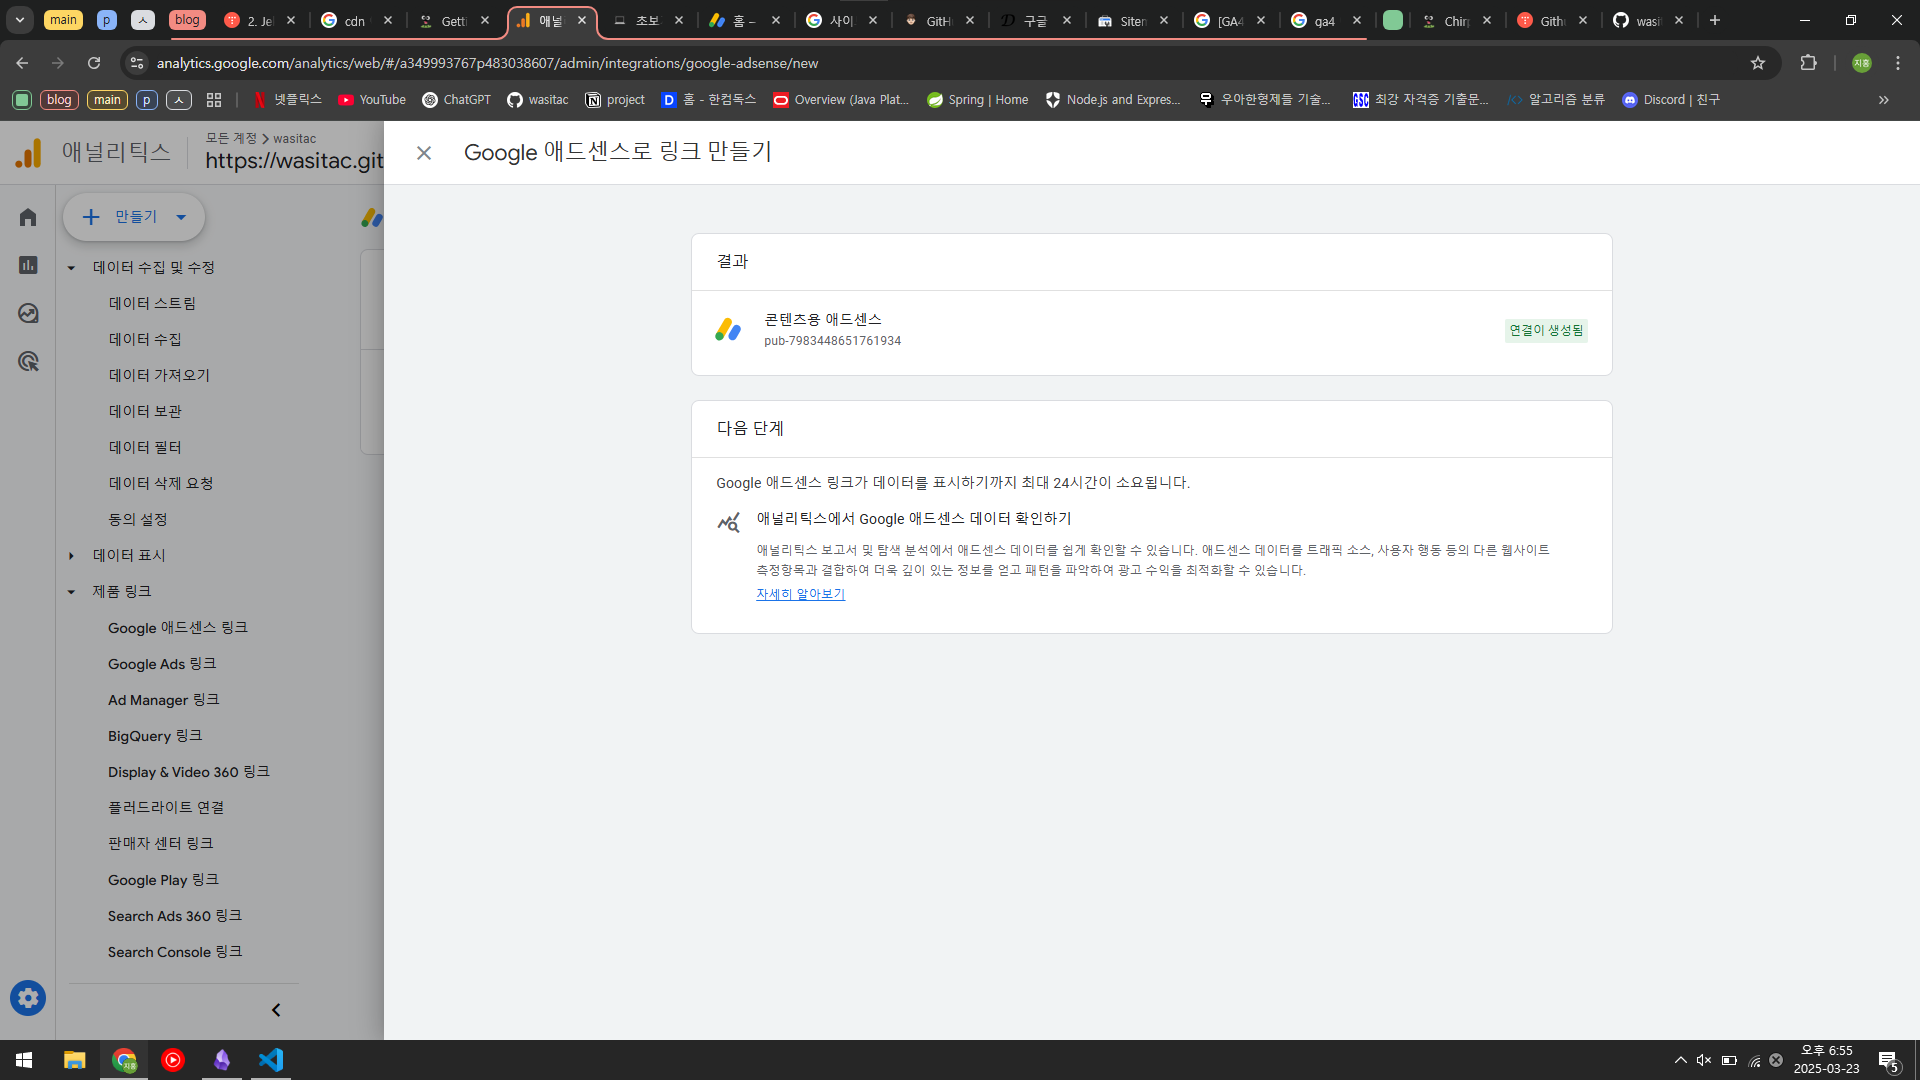 main
p
ㅅ
blog
2. Je
cdn
Getti
애널
초보
홈 –
사이
GitH
구글
Siten
[GA4
ga4
Chir
Gith
wasi
analytics.google.com/analytics/web/#/a349993767p483038607/admin/integrations/google-adsense/new
지홍
blog
main
p
ㅅ
넷플릭스
YouTube
ChatGPT
wasitac
project
홈 - 한컴독스
Overview (Java Plat...
Spring | Home
Node.js and Expres...
우아한형제들 기술...
최강 자격증 기출문...
알고리즘 분류
Discord | 친구
»
애널리틱스
모든 계정 > wasitac
https://wasitac.git
Google 애드센스로 링크 만들기
만들기
데이터 수집 및 수정
데이터 스트림
데이터 수집
데이터 가져오기
데이터 보관
데이터 필터
데이터 삭제 요청
동의 설정
데이터 표시
제품 링크
Google 애드센스 링크
Google Ads 링크
Ad Manager 링크
BigQuery 링크
Display & Video 360 링크
플러드라이트 연결
판매자 센터 링크
Google Play 링크
Search Ads 360 링크
Search Console 링크
결과
콘텐츠용 애드센스
pub-7983448651761934
연결이 생성됨
다음 단계
Google 애드센스 링크가 데이터를 표시하기까지 최대 24시간이 소요됩니다.
애널리틱스에서 Google 애드센스 데이터 확인하기
애널리틱스 보고서 및 탐색 분석에서 애드센스 데이터를 쉽게 확인할 수 있습니다. 애드센스 데이터를 트래픽 소스, 사용자 행동 등의 다른 웹사이트
측정항목과 결합하여 더욱 깊이 있는 정보를 얻고 패턴을 파악하여 광고 수익을 최적화할 수 있습니다.
자세히 알아보기
오후 6:55
2025-03-23
5